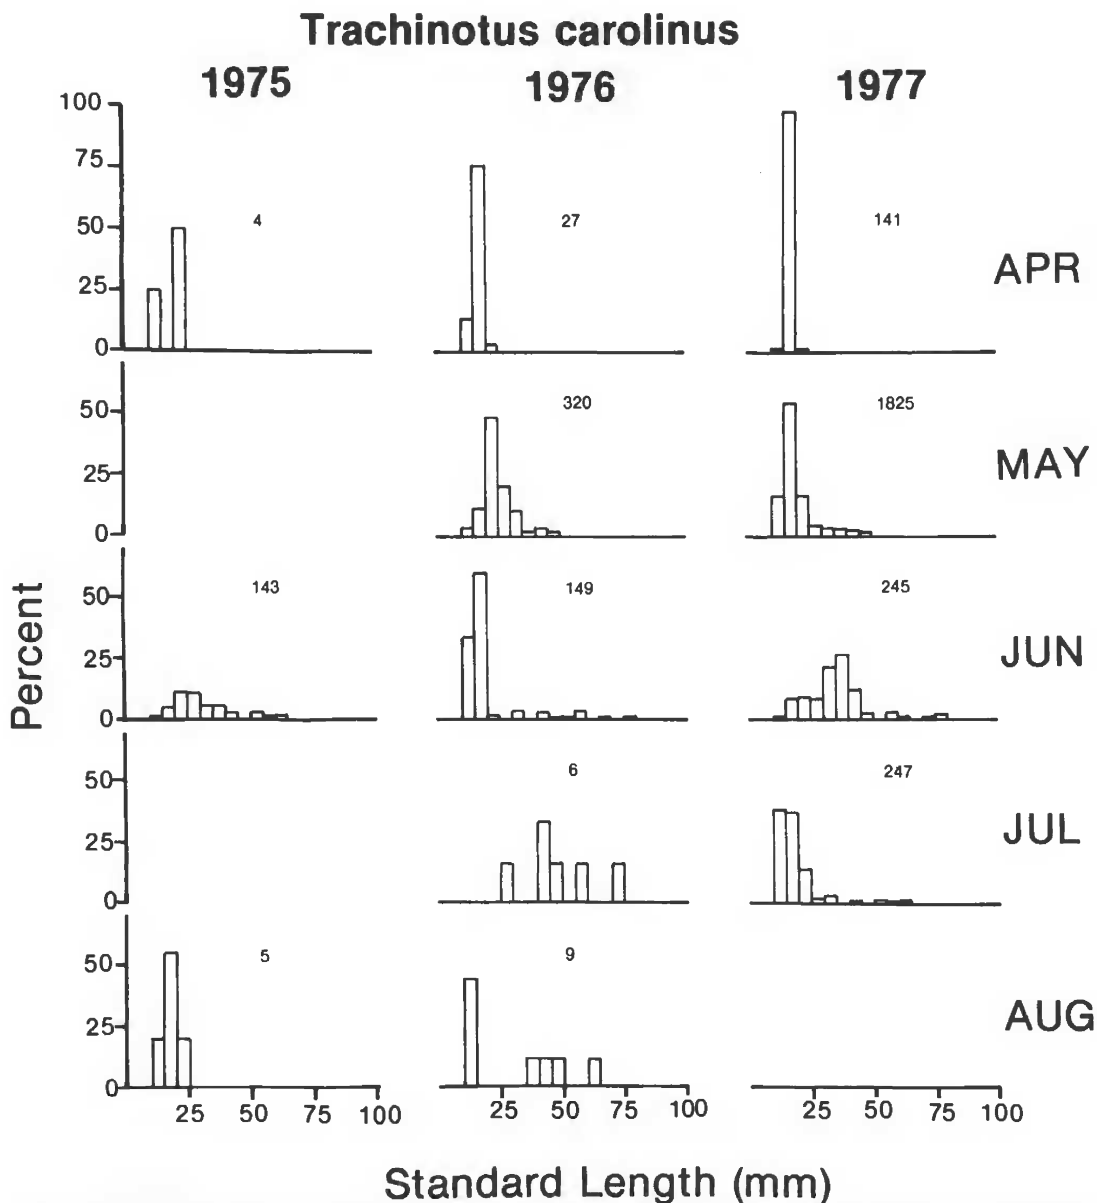 Trachinotus carolinus
1975 1976 1977
100
75
50
25
0
4 27 141
APR
50
25
0
320 1825
MAY
50
25
0
143 149 245
JUN
50
25
0
6 247
JUL
50
25
0
5 9
AUG
25 50 75 100 25 50 75 100 25 50 75 100
Percent
Standard Length (mm)